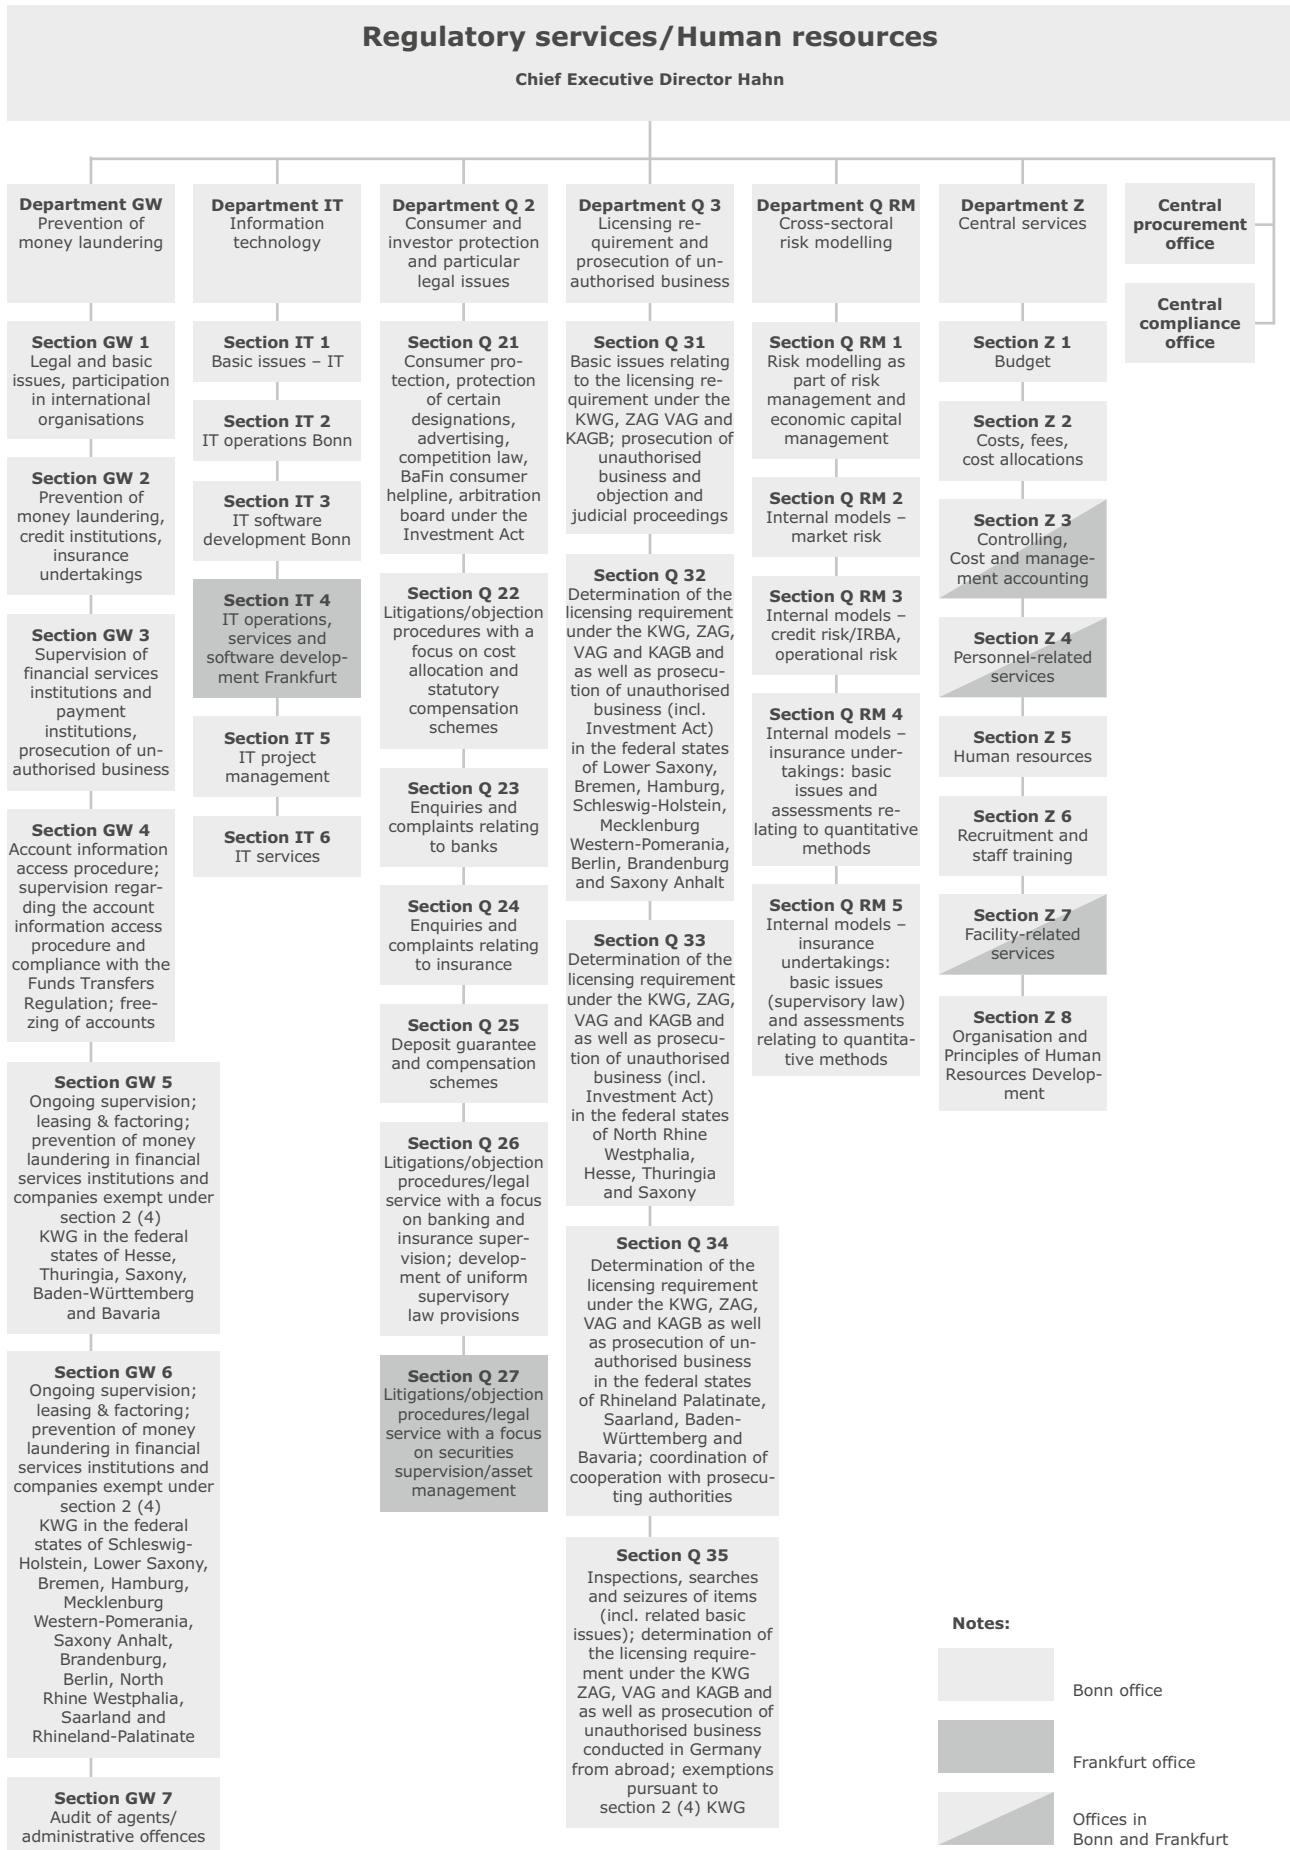 Regulatory services/Human resources
Chief Executive Director Hahn
Department GW
Prevention of
money laundering
Section GW 1
Legal and basic
issues, participation
in international
organisations
Section GW 2
Prevention of
money laundering,
credit institutions,
insurance
undertakings
Section GW 3
Supervision of
financial services
institutions and
payment
institutions,
prosecution of un-
authorised business
Section GW 4
Account information
access procedure;
supervision regar-
ding the account
information access
procedure and
compliance with the
Funds Transfers
Regulation; free-
zing of accounts
Section GW 5
Ongoing supervision;
leasing & factoring;
prevention of money
laundering in financial
services institutions and
companies exempt under
section 2 (4)
KWG in the federal
states of Hesse,
Thuringia, Saxony,
Baden-Württemberg
and Bavaria
Section GW 6
Ongoing supervision;
leasing & factoring;
prevention of money
laundering in financial
services institutions and
companies exempt under
section 2 (4)
KWG in the federal
states of Schleswig-
Holstein, Lower Saxony,
Bremen, Hamburg,
Mecklenburg
Western-Pomerania,
Saxony Anhalt,
Brandenburg,
Berlin, North
Rhine Westphalia,
Saarland and
Rhineland-Palatinate
Section GW 7
Audit of agents/
administrative offences
Department IT
Information
technology
Section IT 1
Basic issues – IT
Section IT 2
IT operations Bonn
Section IT 3
IT software
development Bonn
Section IT 4
IT operations,
services and
software develop-
ment Frankfurt
Section IT 5
IT project
management
Section IT 6
IT services
Department Q 2
Consumer and
investor protection
and particular
legal issues
Section Q 21
Consumer pro-
tection, protection
of certain
designations,
advertising,
competition law,
BaFin consumer
helpline, arbitration
board under the
Investment Act
Section Q 22
Litigations/objection
procedures with a
focus on cost
allocation and
statutory
compensation
schemes
Section Q 23
Enquiries and
complaints relating
to banks
Section Q 24
Enquiries and
complaints relating
to insurance
Section Q 25
Deposit guarantee
and compensation
schemes
Section Q 26
Litigations/objection
procedures/legal
service with a focus
on banking and
insurance super-
vision; develop-
ment of uniform
supervisory
law provisions
Section Q 27
Litigations/objection
procedures/legal
service with a focus
on securities
supervision/asset
management
Department Q 3
Licensing re-
quirement and
prosecution of un-
authorised business
Section Q 31
Basic issues relating
to the licensing re-
quirement under the
KWG, ZAG VAG and
KAGB; prosecution of
unauthorised
business and
objection and
judicial proceedings
Section Q 32
Determination of the
licensing requirement
under the KWG, ZAG,
VAG and KAGB and
as well as prosecu-
tion of unauthorised
business (incl.
Investment Act)
in the federal states
of Lower Saxony,
Bremen, Hamburg,
Schleswig-Holstein,
Mecklenburg
Western-Pomerania,
Berlin, Brandenburg
and Saxony Anhalt
Section Q 33
Determination of the
licensing requirement
under the KWG, ZAG,
VAG and KAGB and
as well as prosecu-
tion of unauthorised
business (incl.
Investment Act)
in the federal states
of North Rhine
Westphalia,
Hesse, Thuringia
and Saxony
Section Q 34
Determination of the
licensing requirement
under the KWG, ZAG,
VAG and KAGB as well
as prosecution of un-
authorised business
in the federal states
of Rhineland Palatinate,
Saarland, Baden-
Württemberg and
Bavaria; coordination of
cooperation with prosecu-
ting authorities
Section Q 35
Inspections, searches
and seizures of items
(incl. related basic
issues); determination of
the licensing require-
ment under the KWG
ZAG, VAG and KAGB and
as well as prosecution of
unauthorised business
conducted in Germany
from abroad; exemptions
pursuant to
section 2 (4) KWG
Department Q RM
Cross-sectoral
risk modelling
Section Q RM 1
Risk modelling as
part of risk
management and
economic capital
management
Section Q RM 2
Internal models –
market risk
Section Q RM 3
Internal models –
credit risk/IRBA,
operational risk
Section Q RM 4
Internal models –
insurance under-
takings: basic
issues and
assessments re-
lating to quantitative
methods
Section Q RM 5
Internal models –
insurance
undertakings:
basic issues
(supervisory law)
and assessments
relating to quantita-
tive methods
Department Z
Central services
Section Z 1
Budget
Section Z 2
Costs, fees,
cost allocations
Section Z 3
Controlling,
Cost and manage-
ment accounting
Section Z 4
Personnel-related
services
Section Z 5
Human resources
Section Z 6
Recruitment and
staff training
Section Z 7
Facility-related
services
Section Z 8
Organisation and
Principles of Human
Resources Develop-
ment
Central
procurement
office
Central
compliance
office
Notes:
Bonn office
Frankfurt office
Offices in
Bonn and Frankfurt